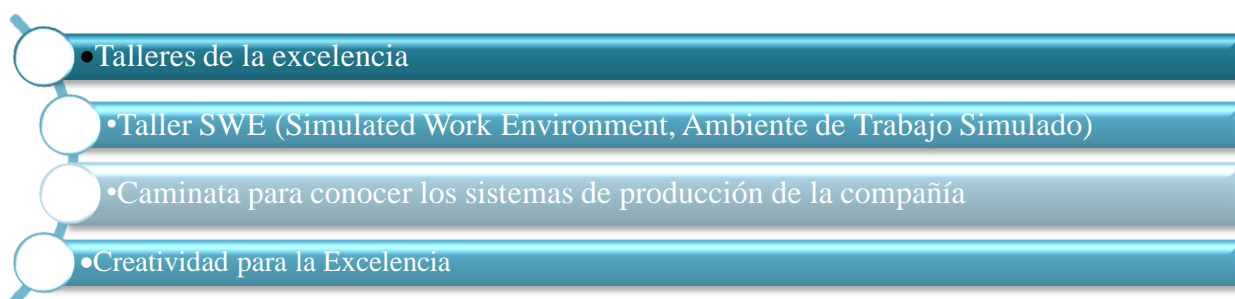 •Talleres de la excelencia
•Taller SWE (Simulated Work Environment, Ambiente de Trabajo Simulado)
•Caminata para conocer los sistemas de producción de la compañía
•Creatividad para la Excelencia